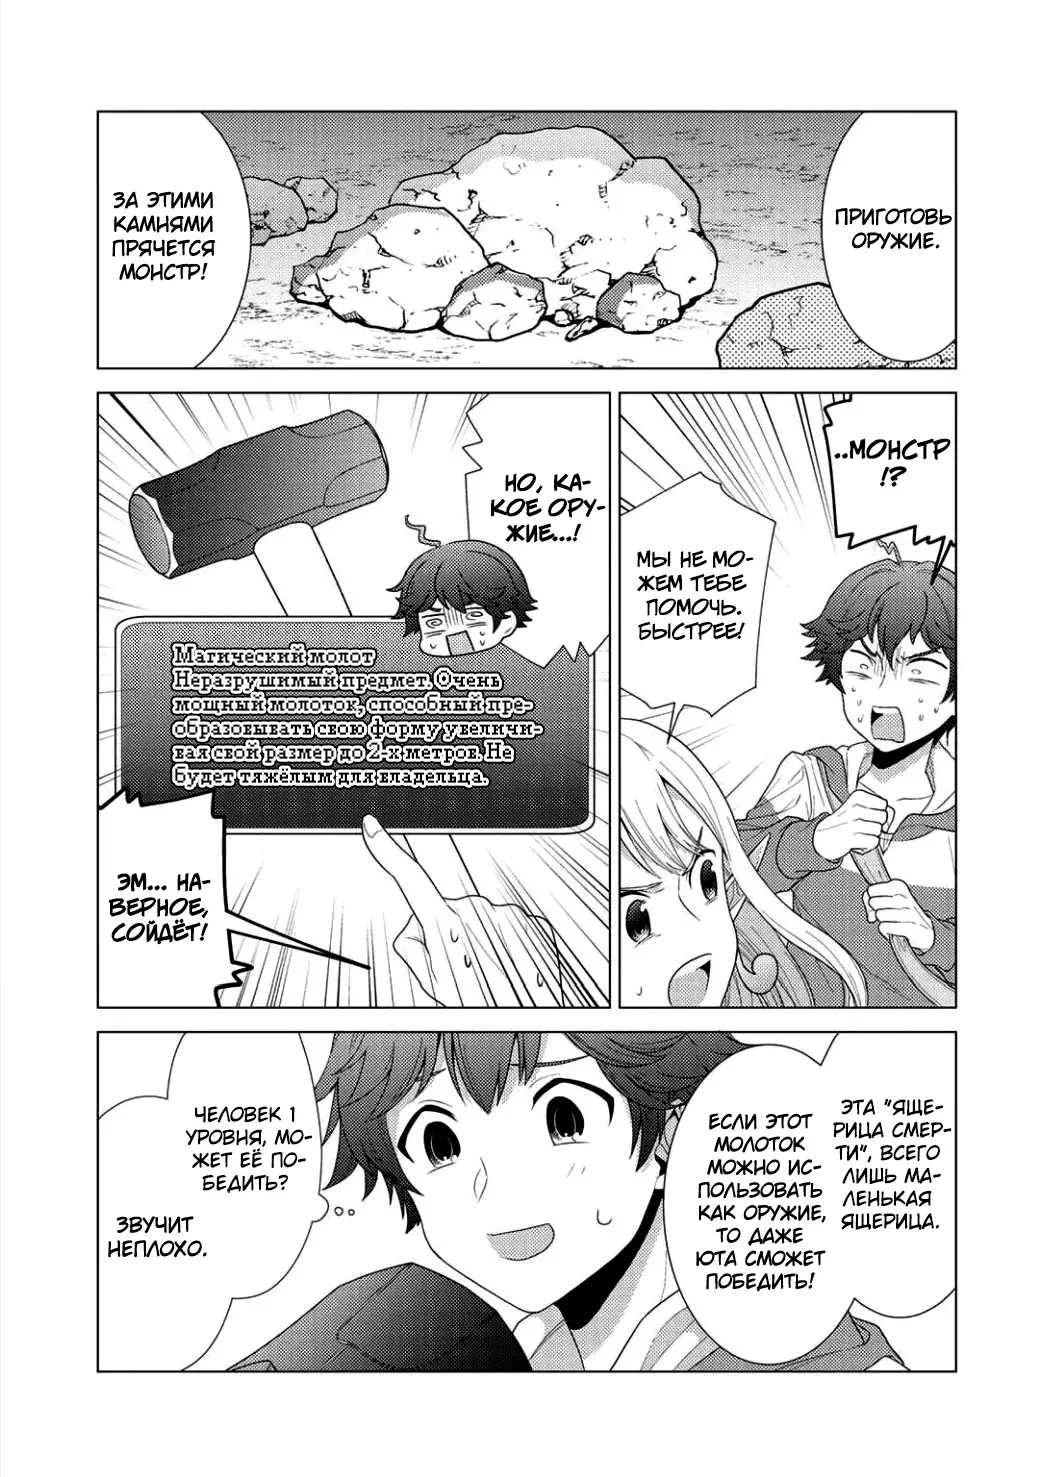 ПРИГОТОВЬ
ОРУЖИЕ.
ЗА ЭТИМИ
КАМНЯМИ
ПРЯЧЕТСЯ
МОНСТР!
..МОНСТР
!?
МЫ НЕ МО-
ЖЕМ ТЕБЕ
ПОМОЧЬ.
БЫСТРЕЕ!
НО, КА-
КОЕ ОРУ-
ЖИЕ...!
Магический молот
Неразрушимый предмет. Очень
мощный молоток, способный пре-
образовывать свою форму увеличи-
вая свой размер до 2-х метров. Не
будет тяжёлым для владельца.
ЭМ... НА-
ВЕРНОЕ,
СОЙДЁТ!
ЭТА "ЯЩЕ-
РИЦА СМЕР-
ТИ", ВСЕГО
ЛИШЬ МА-
ЛЕНЬКАЯ
ЯЩЕРИЦА.
ЕСЛИ ЭТОТ
МОЛОТОК
МОЖНО ИС-
ПОЛЬЗОВАТЬ
КАК ОРУЖИЕ,
ТО ДАЖЕ
ЮТА СМОЖЕТ
ПОБЕДИТЬ!
ЧЕЛОВЕК 1
УРОВНЯ, МО-
ЖЕТ ЕЁ ПО-
БЕДИТЬ?
ЗВУЧИТ
НЕПЛОХО.